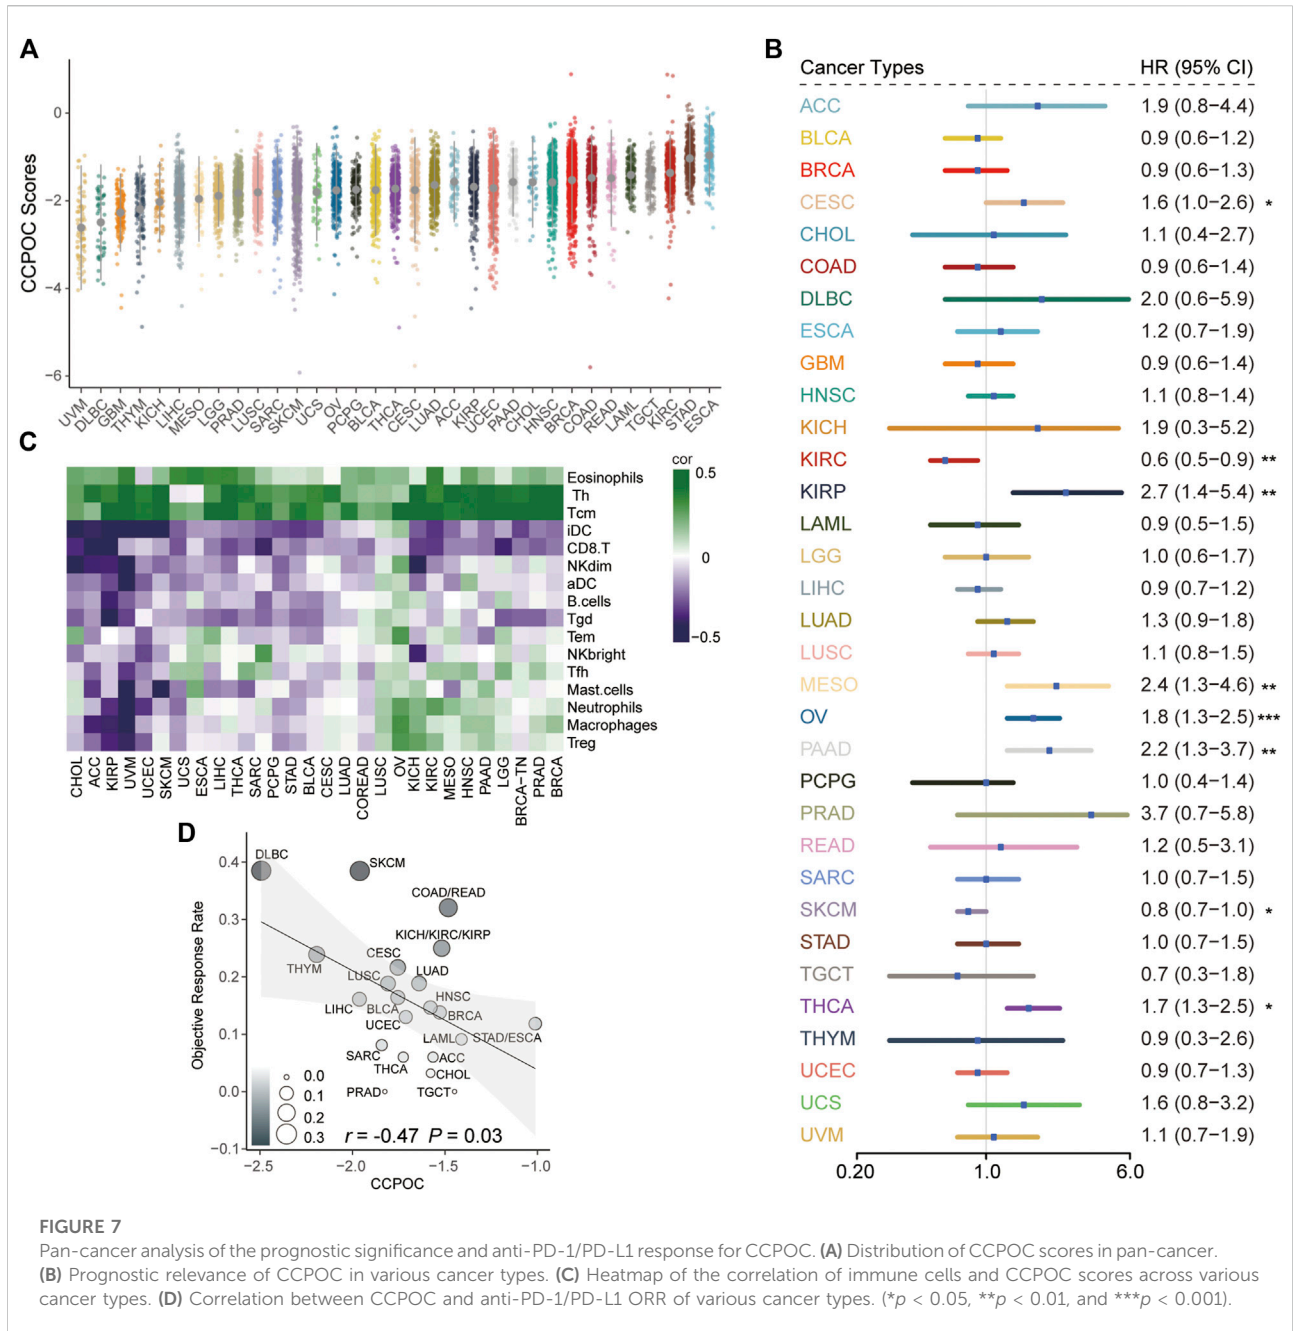 A
CCPOC Scores
0
−2
−4
−6
UVM
DLBC
GBM
THYM
KICH
LIHC
MESO
LGG
PRAD
LUSC
SARC
SKCM
UCS
OV
PCPG
BLCA
THCA
CESC
LUAD
ACC
KIRP
UCEC
PAAD
CHOL
HNSC
BRCA
COAD
READ
LAML
TGCT
KIRC
STAD
ESCA
B
Cancer Types HR (95% CI)
ACC 1.9 (0.8−4.4)
BLCA 0.9 (0.6−1.2)
BRCA 0.9 (0.6−1.3)
CESC 1.6 (1.0−2.6) *
CHOL 1.1 (0.4−2.7)
COAD 0.9 (0.6−1.4)
DLBC 2.0 (0.6−5.9)
ESCA 1.2 (0.7−1.9)
GBM 0.9 (0.6−1.4)
HNSC 1.1 (0.8−1.4)
KICH 1.9 (0.3−5.2)
KIRC 0.6 (0.5−0.9) **
KIRP 2.7 (1.4−5.4) **
LAML 0.9 (0.5−1.5)
LGG 1.0 (0.6−1.7)
LIHC 0.9 (0.7−1.2)
LUAD 1.3 (0.9−1.8)
LUSC 1.1 (0.8−1.5)
MESO 2.4 (1.3−4.6) **
OV 1.8 (1.3−2.5) ***
PAAD 2.2 (1.3−3.7) **
PCPG 1.0 (0.4−1.4)
PRAD 3.7 (0.7−5.8)
READ 1.2 (0.5−3.1)
SARC 1.0 (0.7−1.5)
SKCM 0.8 (0.7−1.0) *
STAD 1.0 (0.7−1.5)
TGCT 0.7 (0.3−1.8)
THCA 1.7 (1.3−2.5) *
THYM 0.9 (0.3−2.6)
UCEC 0.9 (0.7−1.3)
UCS 1.6 (0.8−3.2)
UVM 1.1 (0.7−1.9)
0.20 1.0 6.0
C
Eosinophils
Th
Tcm
iDC
CD8.T
NKdim
aDC
B.cells
Tgd
Tem
NKbright
Tfh
Mast.cells
Neutrophils
Macrophages
Treg
cor
0.5
0
−0.5
CHOL
ACC
KIRP
UVM
UCEC
SKCM
UCS
ESCA
LIHC
THCA
SARC
PCPG
STAD
BLCA
CESC
LUAD
COREAD
LUSC
OV
KICH
KIRC
MESO
HNSC
PAAD
LGG
BRCA−TN
PRAD
BRCA
D
Objective Response Rate
0.4
0.3
0.2
0.1
0.0
−0.1
DLBC
SKCM
COAD/READ
KICH/KIRC/KIRP
CESC
THYM
LUSC
LUAD
LIHC
BLCA
HNSC
BRCA
UCEC
LAML
STAD/ESCA
SARC
THCA
ACC
CHOL
PRAD
TGCT
0.0
0.1
0.2
0.3
r = -0.47 P = 0.03
−2.5 −2.0 −1.5 −1.0
CCPOC
FIGURE 7
Pan-cancer analysis of the prognostic significance and anti-PD-1/PD-L1 response for CCPOC. (A) Distribution of CCPOC scores in pan-cancer.
(B) Prognostic relevance of CCPOC in various cancer types. (C) Heatmap of the correlation of immune cells and CCPOC scores across various
cancer types. (D) Correlation between CCPOC and anti-PD-1/PD-L1 ORR of various cancer types. (*p < 0.05, **p < 0.01, and ***p < 0.001).